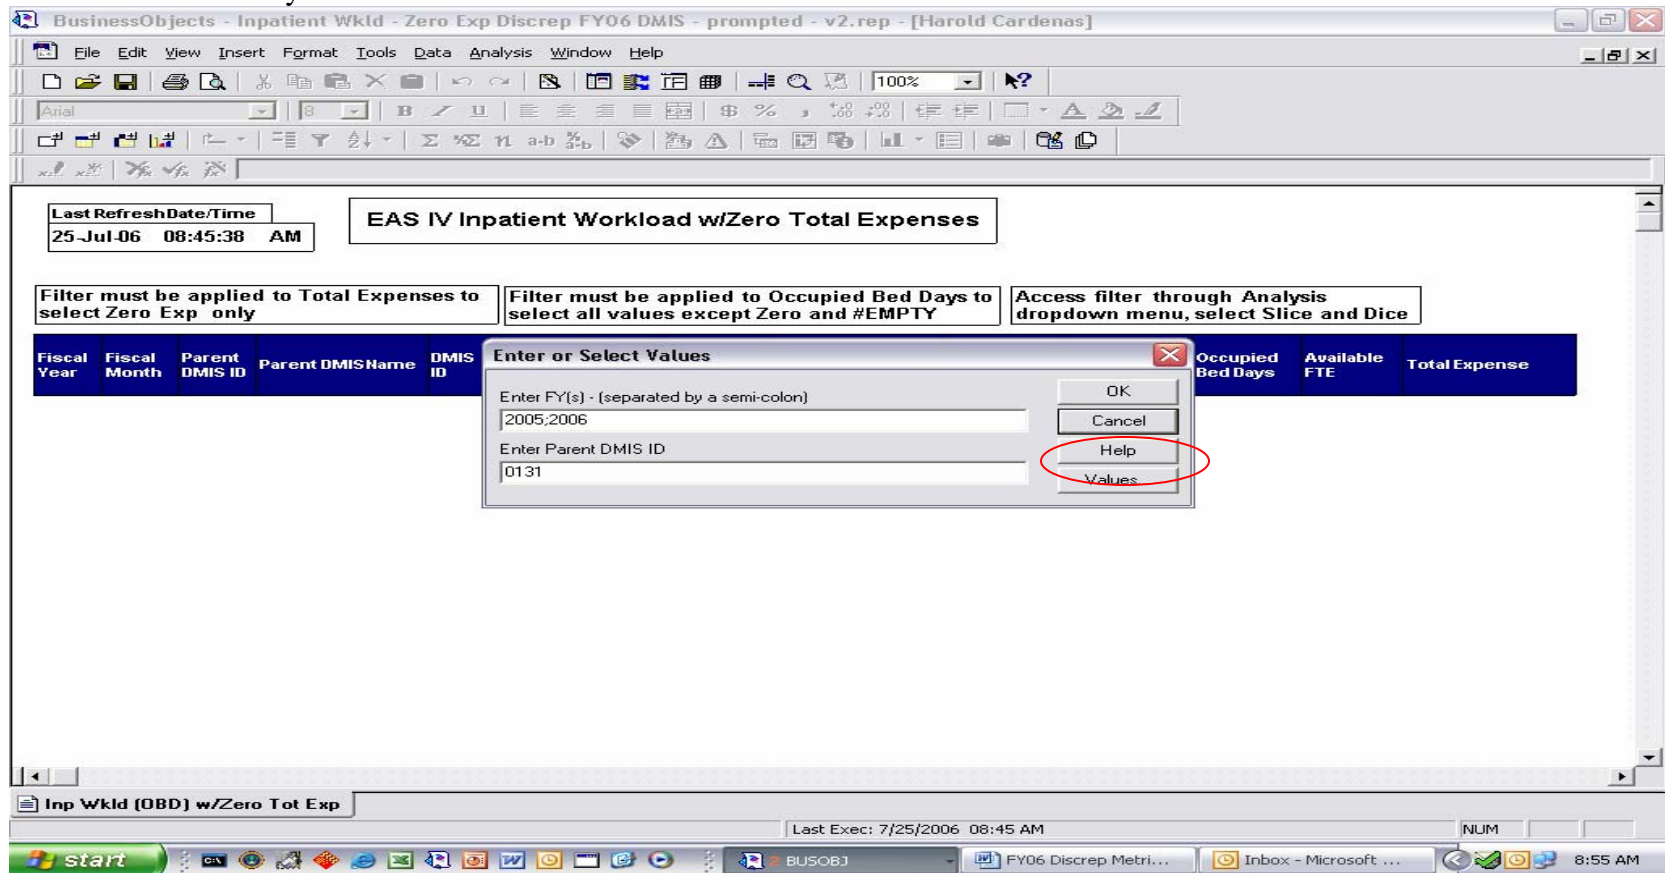 y
BusinessObjects - Inpatient Wkld - Zero Exp Discrep FY06 DMIS - prompted - v2.rep - [Harold Cardenas]
File Edit View Insert Format Tools Data Analysis Window Help
100%
Arial 8 B U $ % ,
Σ a-b
Last Refresh Date/Time
25-Jul-06 08:45:38 AM
EAS IV Inpatient Workload w/Zero Total Expenses
Filter must be applied to Total Expenses to
select Zero Exp only
Filter must be applied to Occupied Bed Days to
select all values except Zero and #EMPTY
Access filter through Analysis
dropdown menu, select Slice and Dice
Fiscal Year
Fiscal Month
Parent DMIS ID
Parent DMIS Name
DMIS ID
Occupied Bed Days
Available FTE
Total Expense
Enter or Select Values
Enter FY(s) - (separated by a semi-colon)
2005;2006
Enter Parent DMIS ID
0131
OK
Cancel
Help
Values
Inp Wkld (OBD) w/Zero Tot Exp
Last Exec: 7/25/2006 08:45 AM
NUM
start
BUSOBJ
FY06 Discrep Metri...
Inbox - Microsoft ...
8:55 AM